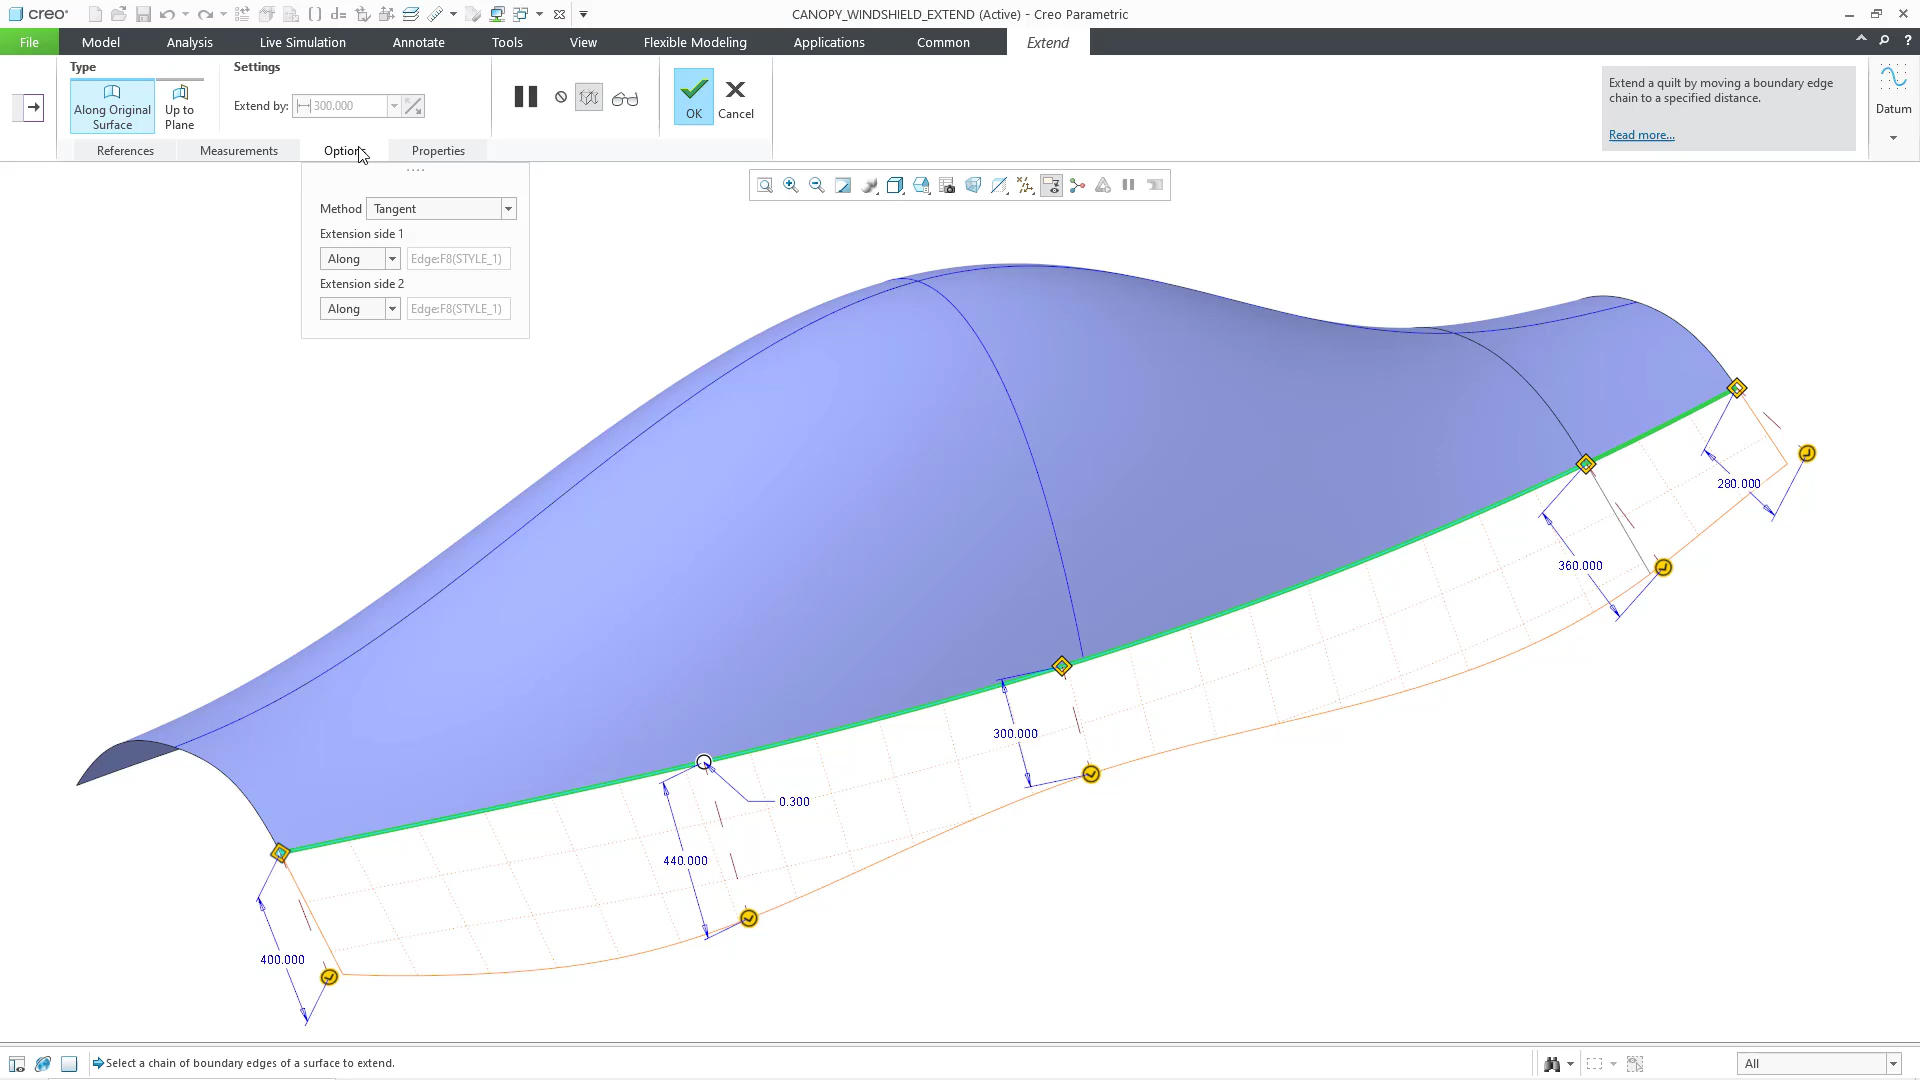 creo
CANOPY_WINDSHIELD_EXTEND (Active) - Creo Parametric
File Model Analysis Live Simulation Annotate Tools View Flexible Modeling Applications Common Extend
Type
Along Original
Surface
Up to
Plane
Settings
Extend by: 300.000
OK
Cancel
Extend a quilt by moving a boundary edge
chain to a specified distance.
Read more...
Datum
References Measurements Options Properties
Method Tangent
Extension side 1
Along Edge:F8(STYLE_1)
Extension side 2
Along Edge:F8(STYLE_1)
280.000
360.000
300.000
0.300
440.000
400.000
Select a chain of boundary edges of a surface to extend.
All